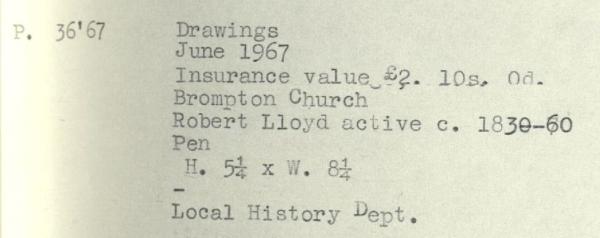 P. 36'67 Drawings
June 1967
Insurance value £2. 10s. 0d.
Brompton Church
Robert Lloyd active c. 1830-60
Pen
H. 5¼ x W. 8¼
–
Local History Dept.